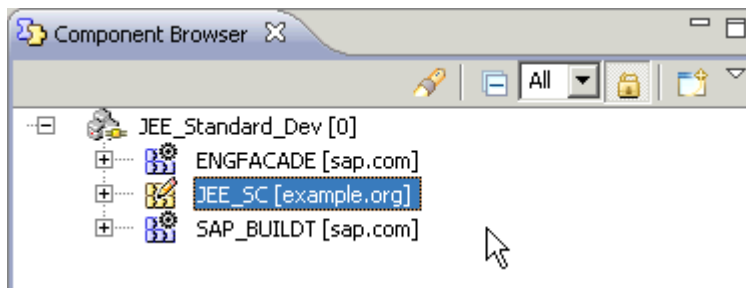 Component Browser
All
JEE_Standard_Dev [0]
ENGFACADE [sap.com]
JEE_SC [example.org]
SAP_BUILDT [sap.com]